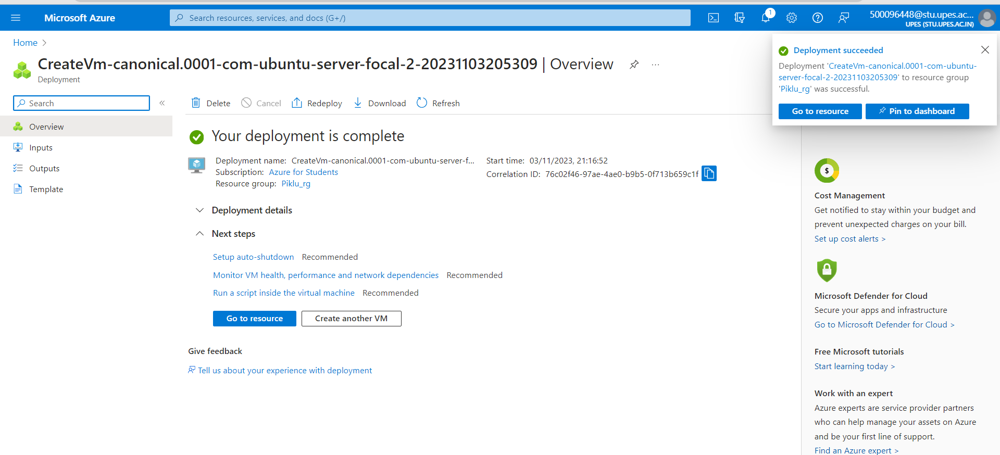 Microsoft Azure
Search resources, services, and docs (G+/)
1
500096448@stu.upes.ac...
UPES (STU.UPES.AC.IN)
Home
CreateVm-canonical.0001-com-ubuntu-server-focal-2-20231103205309 | Overview
Deployment
Search
Overview
Inputs
Outputs
Template
Delete
Cancel
Redeploy
Download
Refresh
Your deployment is complete
Deployment name: CreateVm-canonical.0001-com-ubuntu-server-f...
Subscription: Azure for Students
Resource group: Piklu_rg
Start time: 03/11/2023, 21:16:52
Correlation ID: 76c02f46-97ae-4ae0-b9b5-0f713b659c1f
Deployment details
Next steps
Setup auto-shutdown Recommended
Monitor VM health, performance and network dependencies Recommended
Run a script inside the virtual machine Recommended
Go to resource
Create another VM
Give feedback
Tell us about your experience with deployment
Deployment succeeded
Deployment 'CreateVm-canonical.0001-com-ubuntu-
server-focal-2-20231103205309' to resource group
'Piklu_rg' was successful.
Go to resource
Pin to dashboard
$
Cost Management
Get notified to stay within your budget and
prevent unexpected charges on your bill.
Set up cost alerts >
Microsoft Defender for Cloud
Secure your apps and infrastructure
Go to Microsoft Defender for Cloud >
Free Microsoft tutorials
Start learning today >
Work with an expert
Azure experts are service provider partners
who can help manage your assets on Azure
and be your first line of support.
Find an Azure expert >